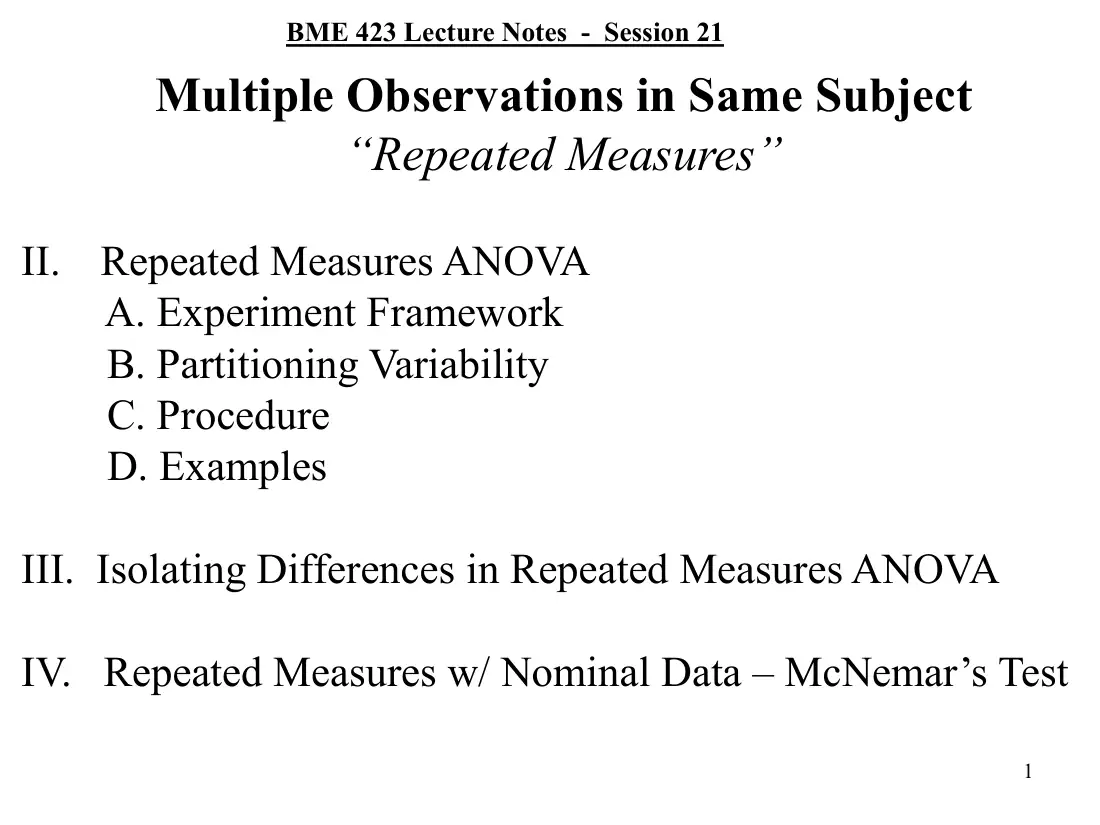 BME 423 Lecture Notes - Session 21
Multiple Observations in Same Subject
“Repeated Measures”
II. Repeated Measures ANOVA
A. Experiment Framework
B. Partitioning Variability
C. Procedure
D. Examples
III. Isolating Differences in Repeated Measures ANOVA
IV. Repeated Measures w/ Nominal Data – McNemar’s Test
1